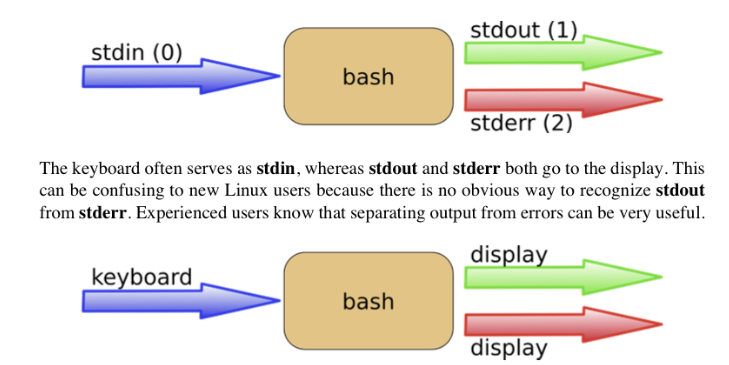 stdout (1)
stdin (0)
bash
stderr (2)
The keyboard often serves as stdin, whereas stdout and stderr both go to the display. This
can be confusing to new Linux users because there is no obvious way to recognize stdout
from stderr. Experienced users know that separating output from errors can be very useful.
display
keyboard
bash
display